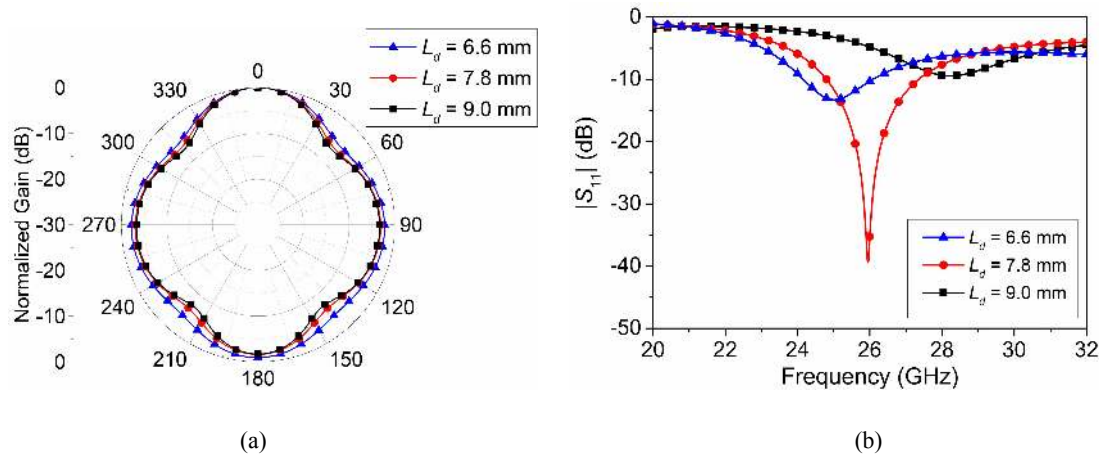 L_d = 6.6 mm
L_d = 7.8 mm
L_d = 9.0 mm
0
30
60
90
120
150
180
210
240
270
300
330
0
-10
-20
-30
-20
-10
0
Normalized Gain (dB)
(a)
0
-10
-20
-30
-40
-50
|S_11| (dB)
L_d = 6.6 mm
L_d = 7.8 mm
L_d = 9.0 mm
20 22 24 26 28 30 32
Frequency (GHz)
(b)